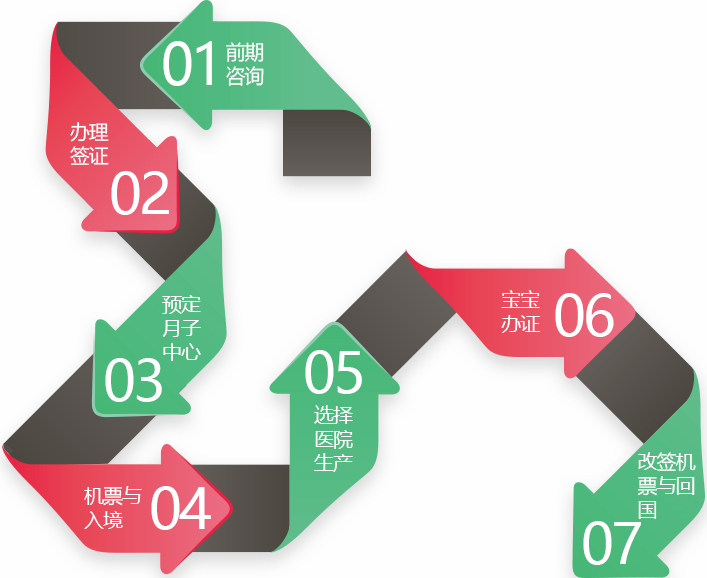 01
前期
咨询
办理
签证
02
预定
月子
中心
03
机票与
入境
04
05
选择
医院
生产
宝宝
办证
06
改签机
票与回
国
07